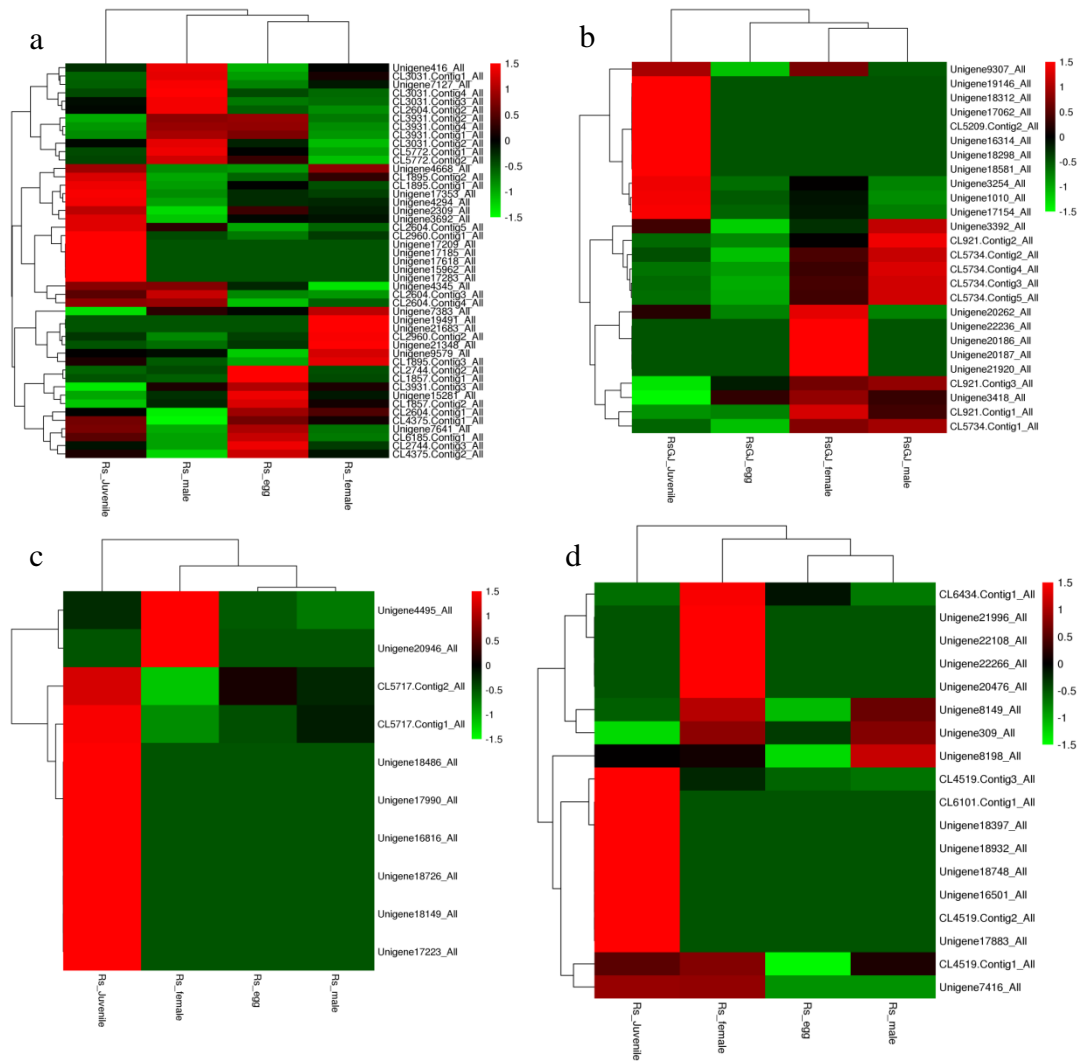 a
Unigene416_All
CL3031.Contig1_All
Unigene7127_All
CL3031.Contig4_All
CL3031.Contig3_All
CL2604.Contig2_All
CL3931.Contig2_All
CL3931.Contig4_All
CL3931.Contig1_All
CL3031.Contig2_All
CL5772.Contig1_All
CL5772.Contig2_All
Unigene4668_All
CL1895.Contig2_All
CL1895.Contig1_All
Unigene17353_All
Unigene4294_All
Unigene2309_All
Unigene3692_All
CL2604.Contig5_All
CL2960.Contig1_All
Unigene17209_All
Unigene17185_All
Unigene17618_All
Unigene15962_All
Unigene17283_All
Unigene4345_All
CL2604.Contig3_All
CL2604.Contig4_All
Unigene7383_All
Unigene19491_All
Unigene21683_All
CL2960.Contig2_All
Unigene21348_All
Unigene9579_All
CL1895.Contig3_All
CL2744.Contig2_All
CL1857.Contig1_All
CL3931.Contig3_All
Unigene15281_All
CL1857.Contig2_All
CL2604.Contig1_All
CL4375.Contig1_All
Unigene7641_All
CL6185.Contig1_All
CL2744.Contig3_All
CL4375.Contig2_All
Rs_Juvenile
Rs_male
Rs_egg
Rs_female
1.5
1
0.5
0
-0.5
-1
-1.5
b
Unigene9307_All
Unigene19146_All
Unigene18312_All
Unigene17062_All
CL5209.Contig2_All
Unigene16314_All
Unigene18298_All
Unigene18581_All
Unigene3254_All
Unigene1010_All
Unigene17154_All
Unigene3392_All
CL921.Contig2_All
CL5734.Contig2_All
CL5734.Contig4_All
CL5734.Contig3_All
CL5734.Contig5_All
Unigene20262_All
Unigene22236_All
Unigene20186_All
Unigene20187_All
Unigene21920_All
CL921.Contig3_All
Unigene3418_All
CL921.Contig1_All
CL5734.Contig1_All
RsGJ_Juvenile
RsGJ_egg
RsGJ_female
RsGJ_male
1.5
1
0.5
0
-0.5
-1
-1.5
c
Unigene4495_All
Unigene20946_All
CL5717.Contig2_All
CL5717.Contig1_All
Unigene18486_All
Unigene17990_All
Unigene16816_All
Unigene18726_All
Unigene18149_All
Unigene17223_All
Rs_Juvenile
Rs_female
Rs_egg
Rs_male
1.5
1
0.5
0
-0.5
-1
-1.5
d
CL6434.Contig1_All
Unigene21996_All
Unigene22108_All
Unigene22266_All
Unigene20476_All
Unigene8149_All
Unigene309_All
Unigene8198_All
CL4519.Contig3_All
CL6101.Contig1_All
Unigene18397_All
Unigene18932_All
Unigene18748_All
Unigene16501_All
CL4519.Contig2_All
Unigene17883_All
CL4519.Contig1_All
Unigene7416_All
Rs_Juvenile
Rs_female
Rs_egg
Rs_male
1.5
1
0.5
0
-0.5
-1
-1.5